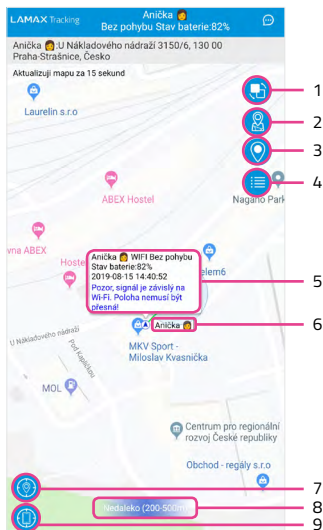 LAMAX Tracking
Anička
Bez pohybu Stav baterie:82%
Anička :U Nákladového nádraží 3150/6, 130 00
Praha-Strašnice, Česko
Aktualizuji mapu za 15 sekund
Laurelin s.r.o
1
2
3
4
ABEX Hostel
Nagano Park
vna ABEX
Hoste
Anička WIFI Bez pohybu
Stav baterie:82%
2019-08-15 14:40:52
Pozor, signál je závislý na
Wi-Fi. Poloha nemusí být
přesná!
elem6
5
Anička
6
U Nákladového nádraží
Pod Kapličkou
MKV Sport -
Miloslav Kvasnička
MOL
Centrum pro regionální
rozvoj České republiky
Obchod - regály s.r.o
7
Nedaleko (200-500m
8
9